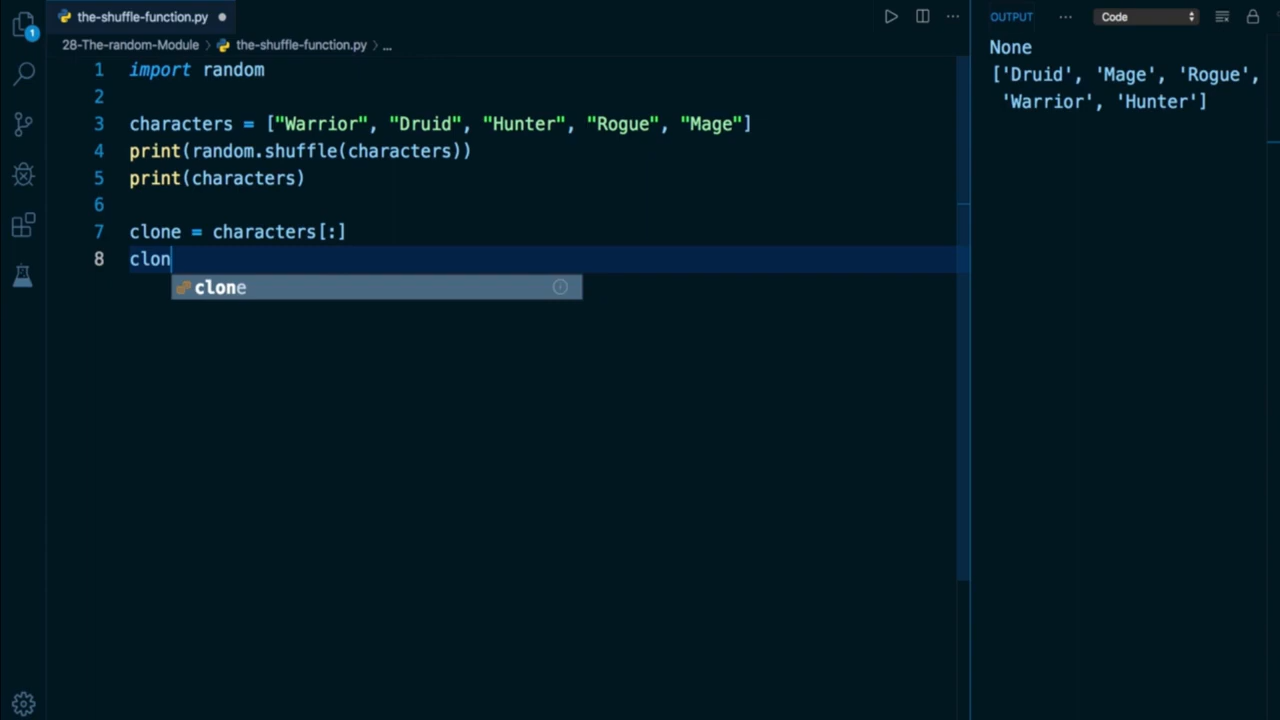 the-shuffle-function.py
28-The-random-Module > the-shuffle-function.py > ...
1 import random
2
3 characters = ["Warrior", "Druid", "Hunter", "Rogue", "Mage"]
4 print(random.shuffle(characters))
5 print(characters)
6
7 clone = characters[:]
8 clon
clone
1
OUTPUT ... Code
None
['Druid', 'Mage', 'Rogue',
'Warrior', 'Hunter']